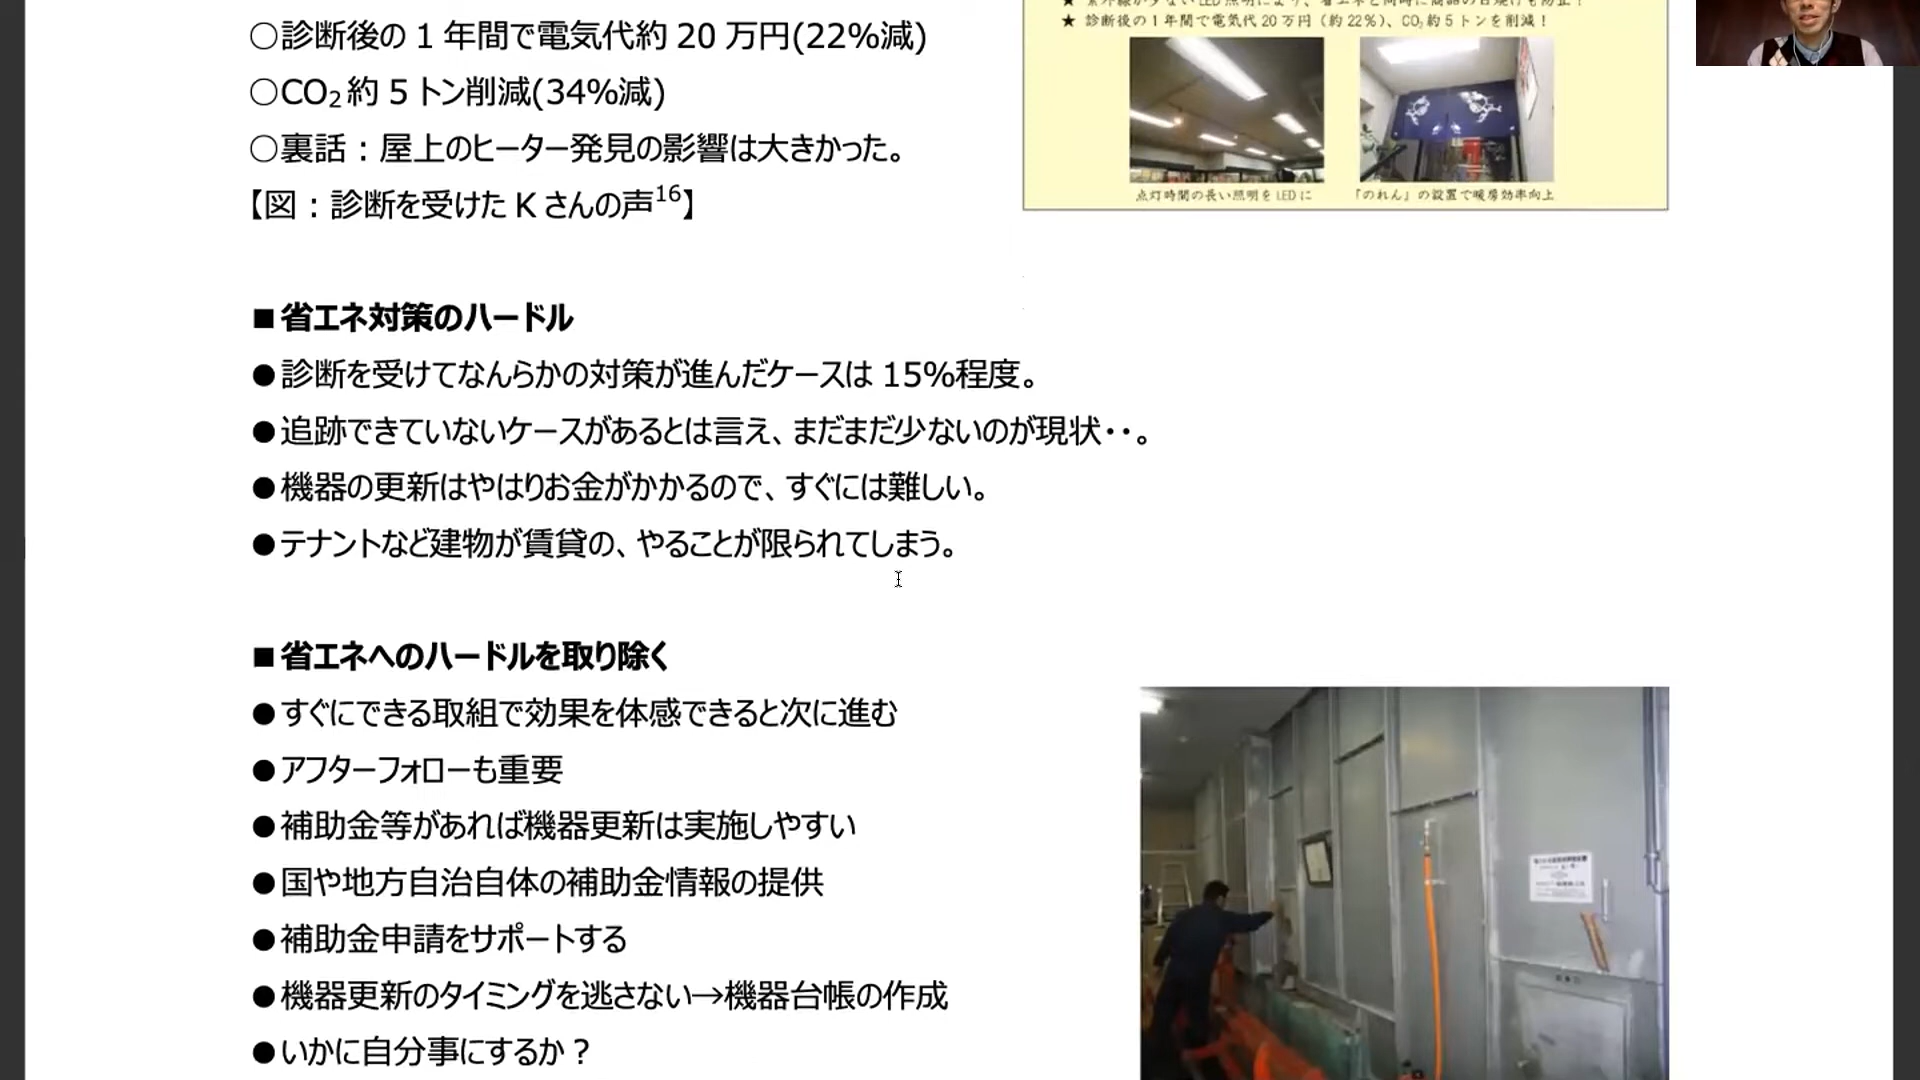 ○診断後の 1 年間で電気代約 20 万円(22%減)
○CO₂ 約 5 トン削減(34%減)
○裏話：屋上のヒーター発見の影響は大きかった。
【図：診断を受けた K さんの声16】
★ 診断後の１年間で電気代 20 万円（約 22％）、CO₂約 5 トンを削減！
点灯時間の長い照明を LED に
『のれん』の設置で暖房効率向上
■省エネ対策のハードル
●診断を受けてなんらかの対策が進んだケースは 15%程度。
●追跡できていないケースがあるとは言え、まだまだ少ないのが現状・・。
●機器の更新はやはりお金がかかるので、すぐには難しい。
●テナントなど建物が賃貸の、やることが限られてしまう。
■省エネへのハードルを取り除く
●すぐにできる取組で効果を体感できると次に進む
●アフターフォローも重要
●補助金等があれば機器更新は実施しやすい
●国や地方自治自体の補助金情報の提供
●補助金申請をサポートする
●機器更新のタイミングを逃さない→機器台帳の作成
●いかに自分事にするか？